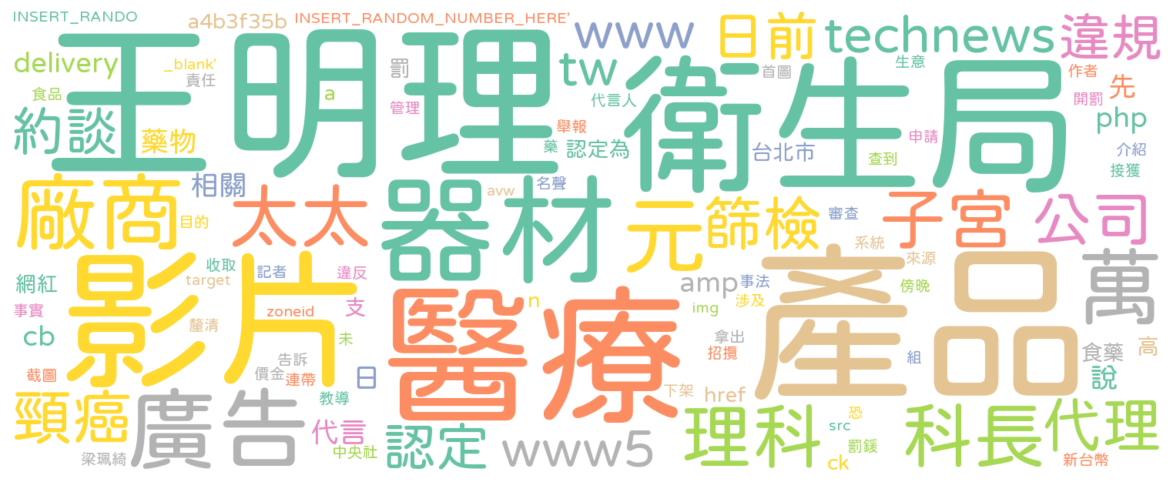 INSERT_RANDO
a4b3f35b
INSERT_RANDOM_NUMBER_HERE'
www
日前
technews
違規
delivery
_blank'
責任
食品
王明理
罰
a
管理
tw
代言人
舉報
衛生局
首圖
生意
作者
先
開罰
php
約談
藥物
藥
認定為
台北市
查到
申請
介紹
接獲
廠商
相關
目的
太太
器材
avw
名聲
元
篩檢
審查
子宮
公司
系統
來源
網紅
事實
cb
影片
收取
target
記者
違反
支
zoneid
釐清
未
醫療
n
amp
事法
涉及
img
拿出
招攬
產品
傍晚
組
萬
食藥
高
說
截圖
告訴
價金
連帶
日
教導
下架
href
頸癌
廣告
梁珮綺
代言
中央社
認定
www5
理科
恐
src
罰鍰
ck
科長
代理
新台幣